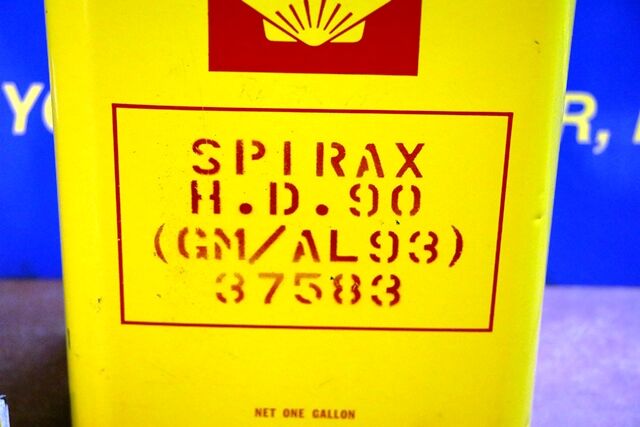 SPIRAX
H.D.90
(GM/AL93)
37583
NET ONE GALLON